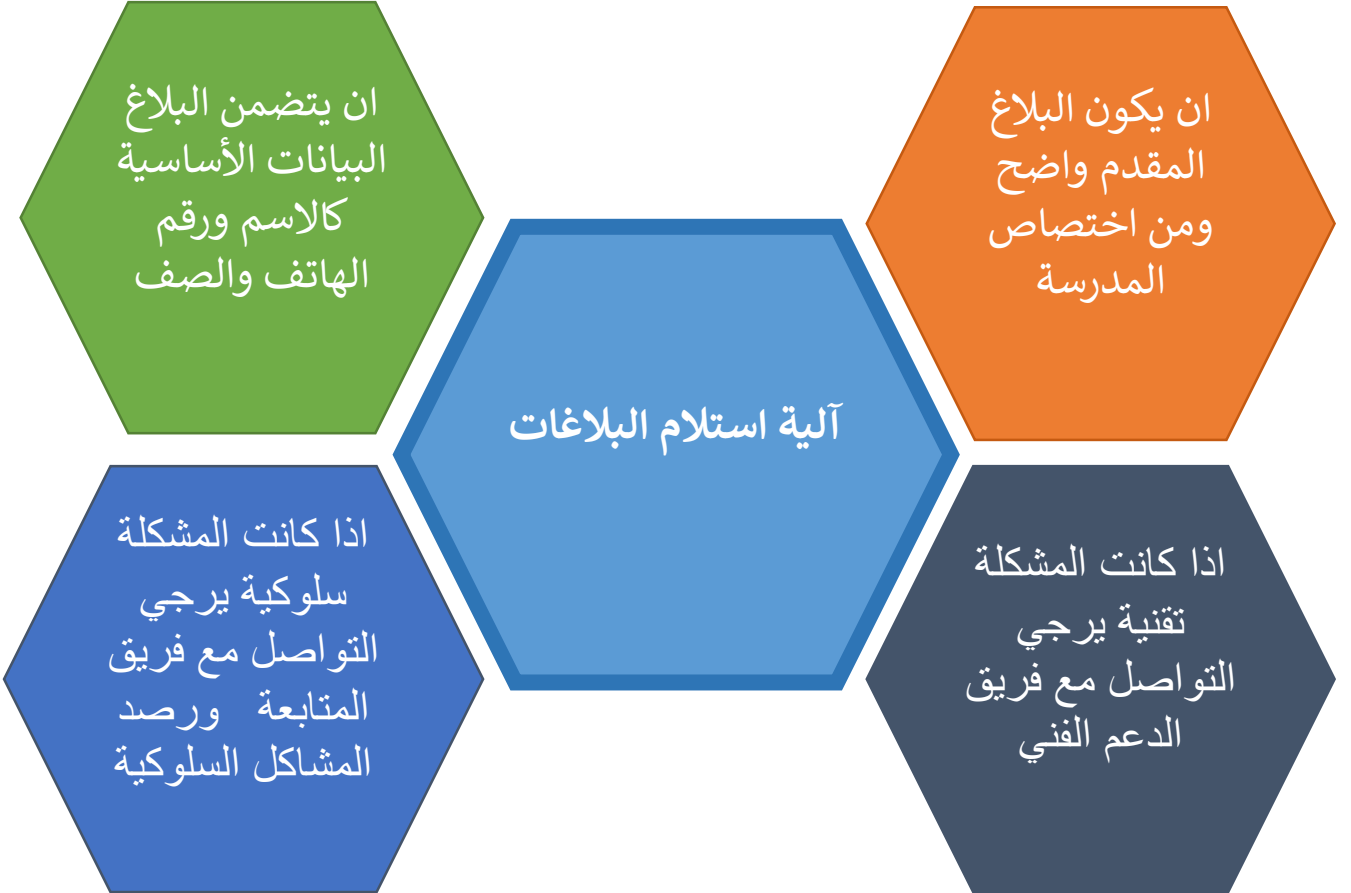 ان يكون البلاغ
المقدم واضح
ومن اختصاص
المدرسة
ان يتضمن البلاغ
البيانات الأساسية
كالاسم ورقم
الهاتف والصف
آلية استلام البلاغات
اذا كانت المشكلة
تقنية يرجي
التواصل مع فريق
الدعم الفني
اذا كانت المشكلة
سلوكية يرجي
التواصل مع فريق
المتابعة ورصد
المشاكل السلوكية